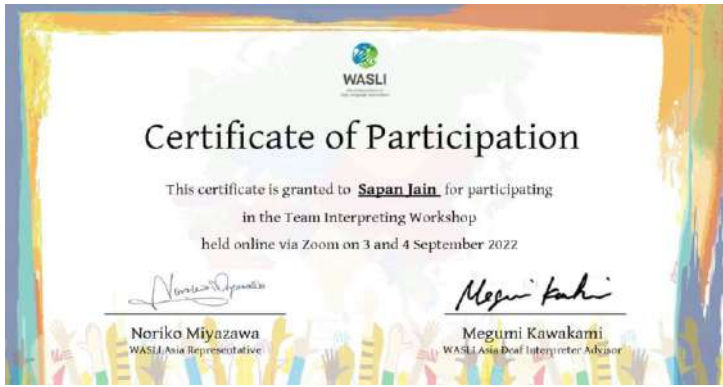 WASLI
Certificate of Participation
This certificate is granted to Sapan Jain for participating
in the Team Interpreting Workshop
held online via Zoom on 3 and 4 September 2022
Noriko Miyazawa
WASLI Asia Representative
Megumi Kawakami
WASLI Asia Deaf Interpreter Advisor